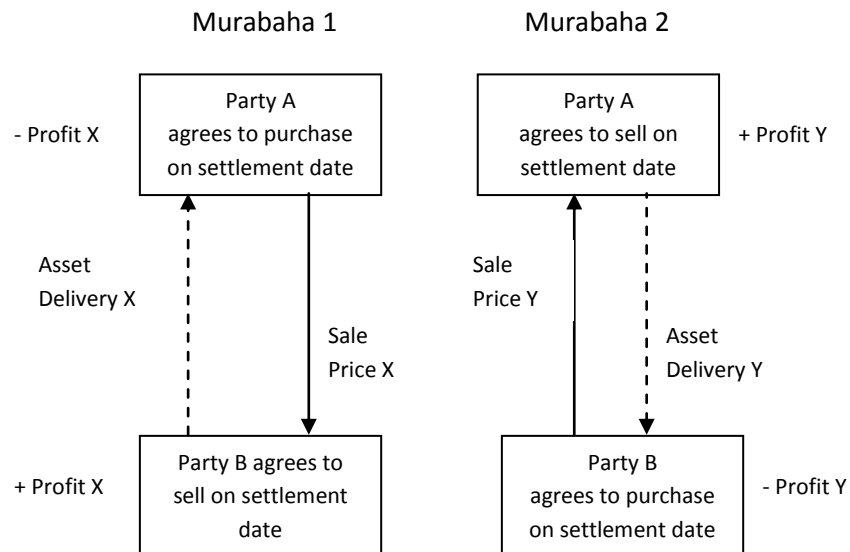 Murabaha 1
Murabaha 2
- Profit X
Party A
agrees to purchase
on settlement date
Party A
agrees to sell on
settlement date
+ Profit Y
Asset
Delivery X
Sale
Price X
Sale
Price Y
Asset
Delivery Y
+ Profit X
Party B agrees to
sell on settlement
date
Party B
agrees to purchase
on settlement date
- Profit Y